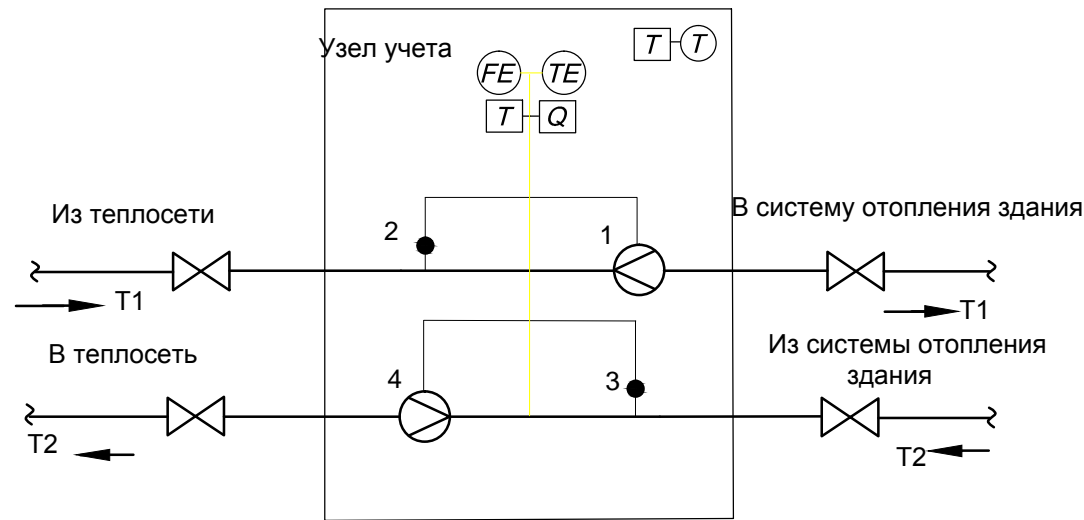 Узел учета
T T
FE TE
T Q
Из теплосети
В систему отопления здания
2
1
T1
T1
В теплосеть
Из системы отопления
здания
4
3
T2
T2